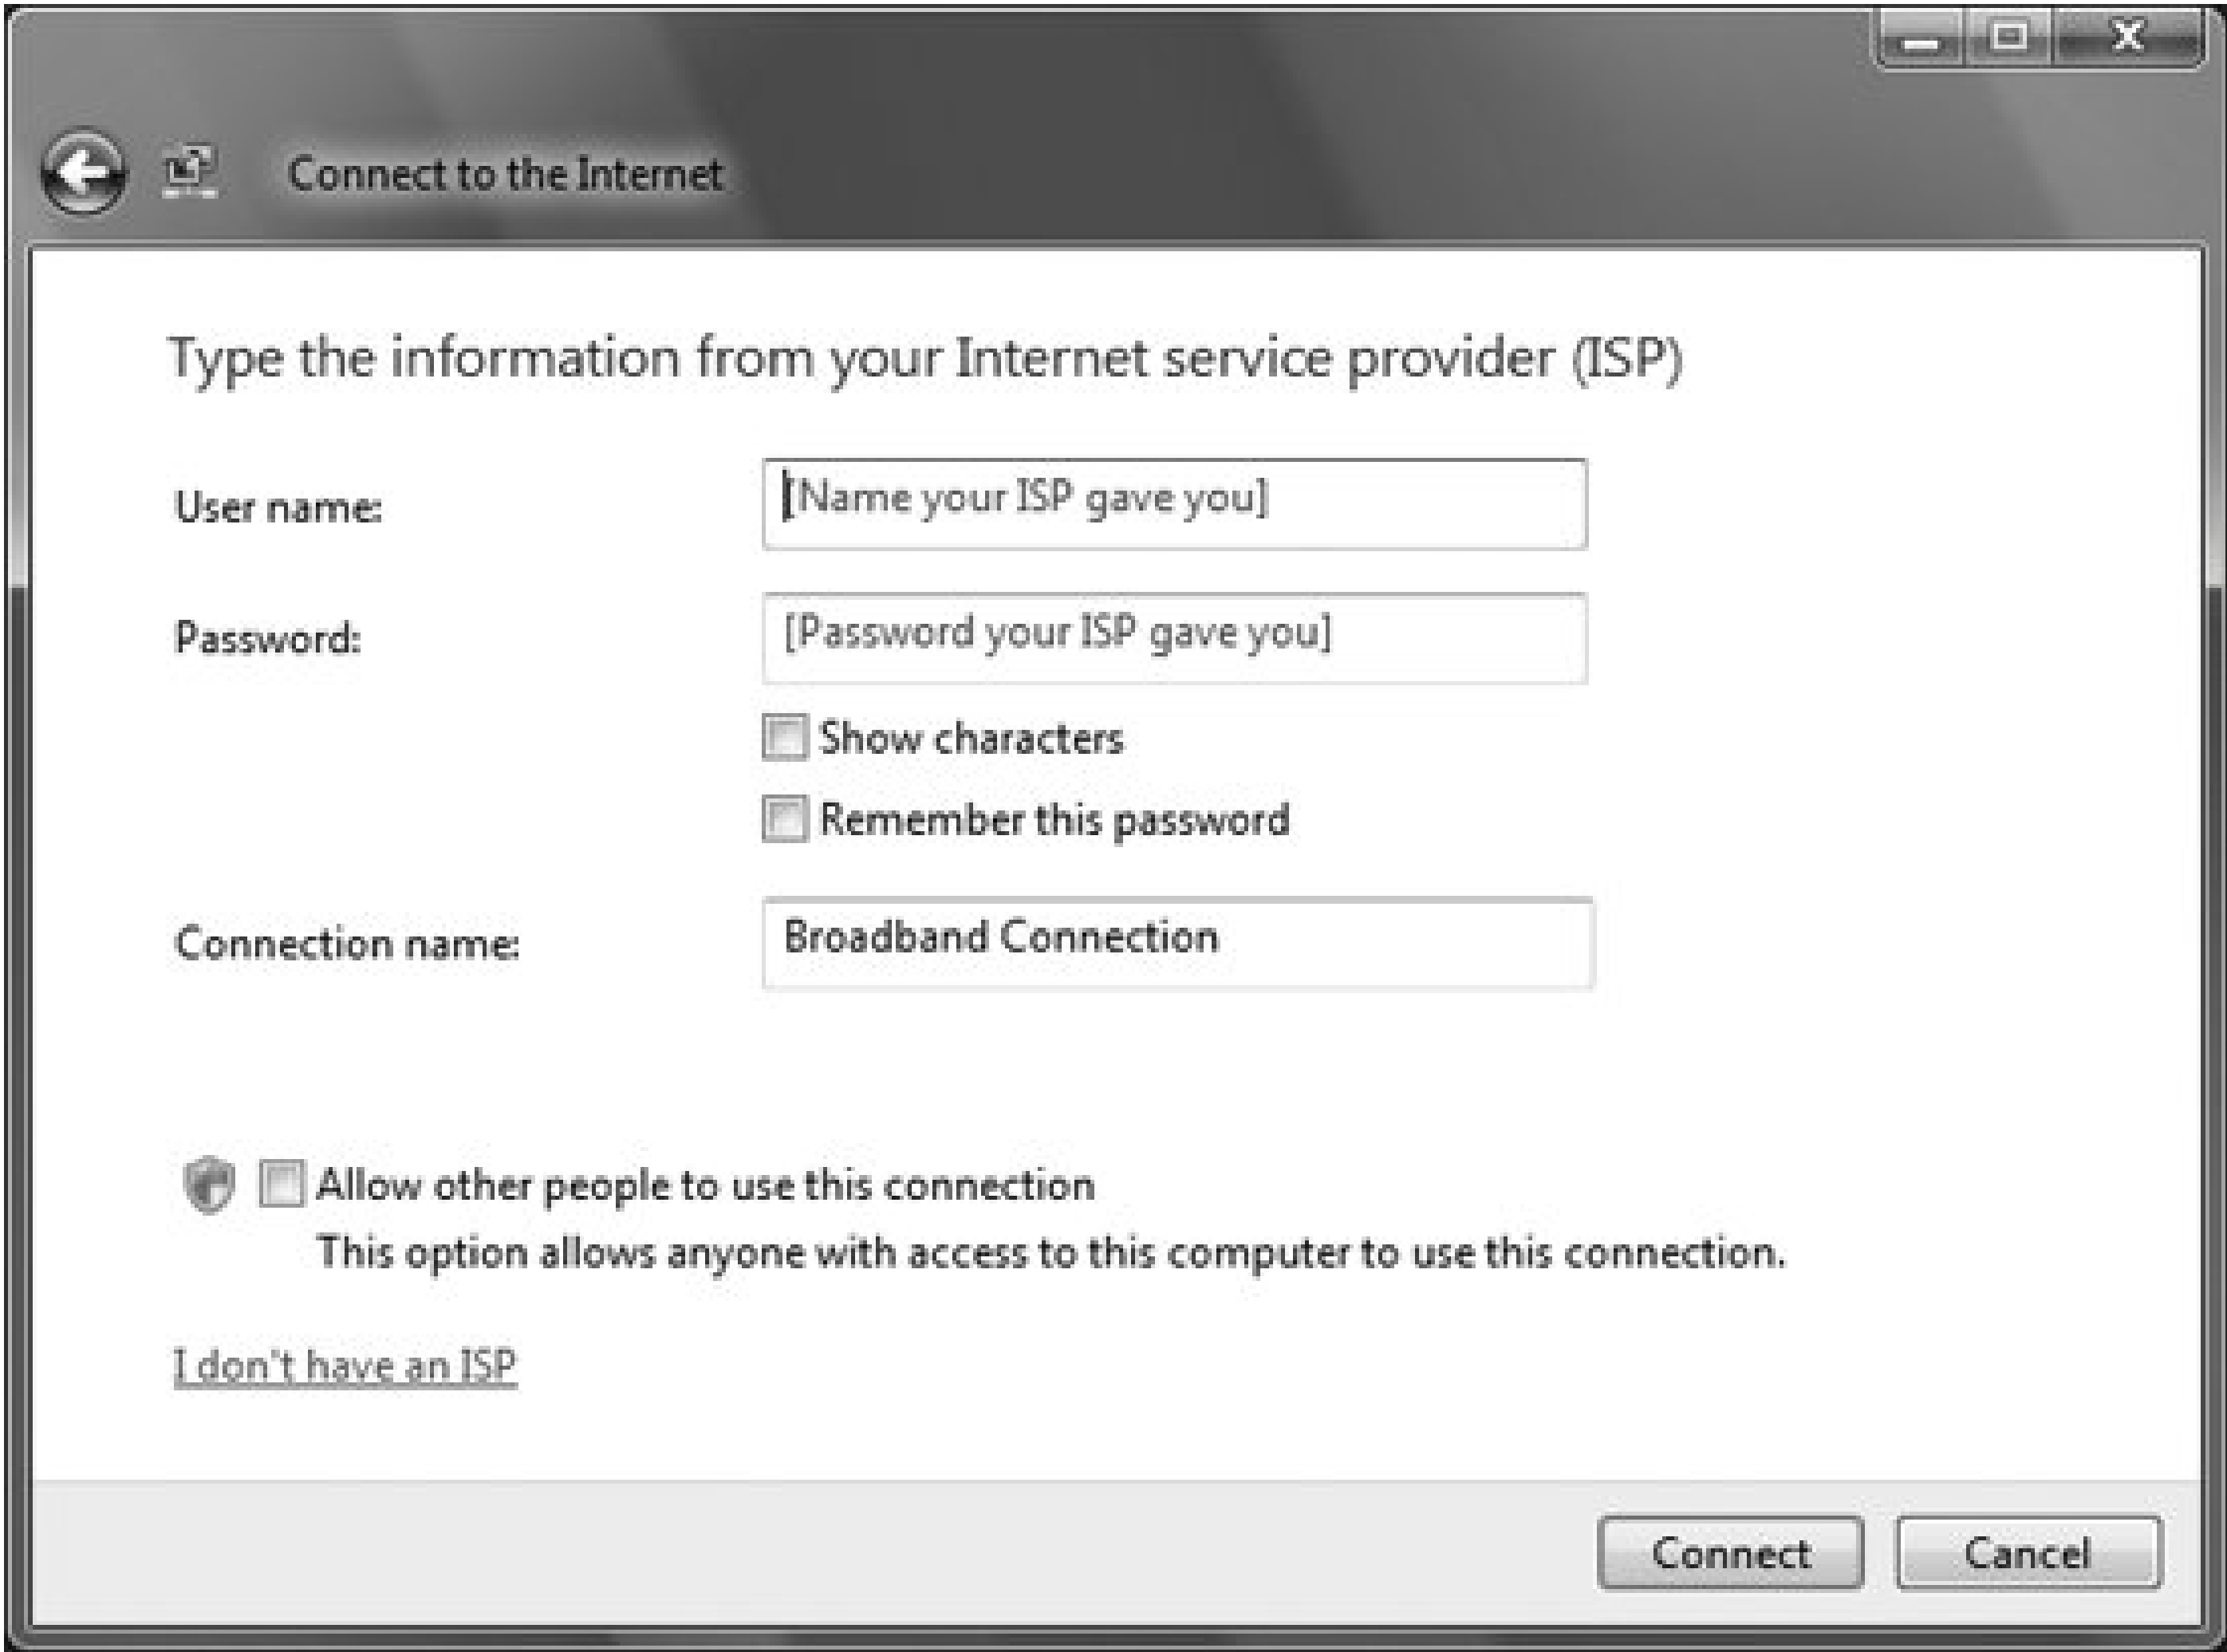 Connect to the Internet
Type the information from your Internet service provider (ISP)
User name:
[Name your ISP gave you]
Password:
[Password your ISP gave you]
Show characters
Remember this password
Connection name:
Broadband Connection
Allow other people to use this connection
This option allows anyone with access to this computer to use this connection.
I don't have an ISP
Connect
Cancel